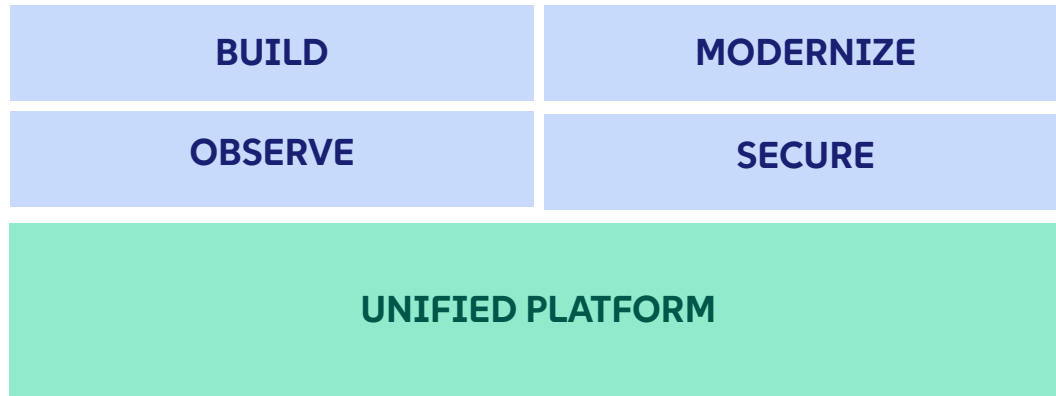 BUILD
MODERNIZE
OBSERVE
SECURE
UNIFIED PLATFORM